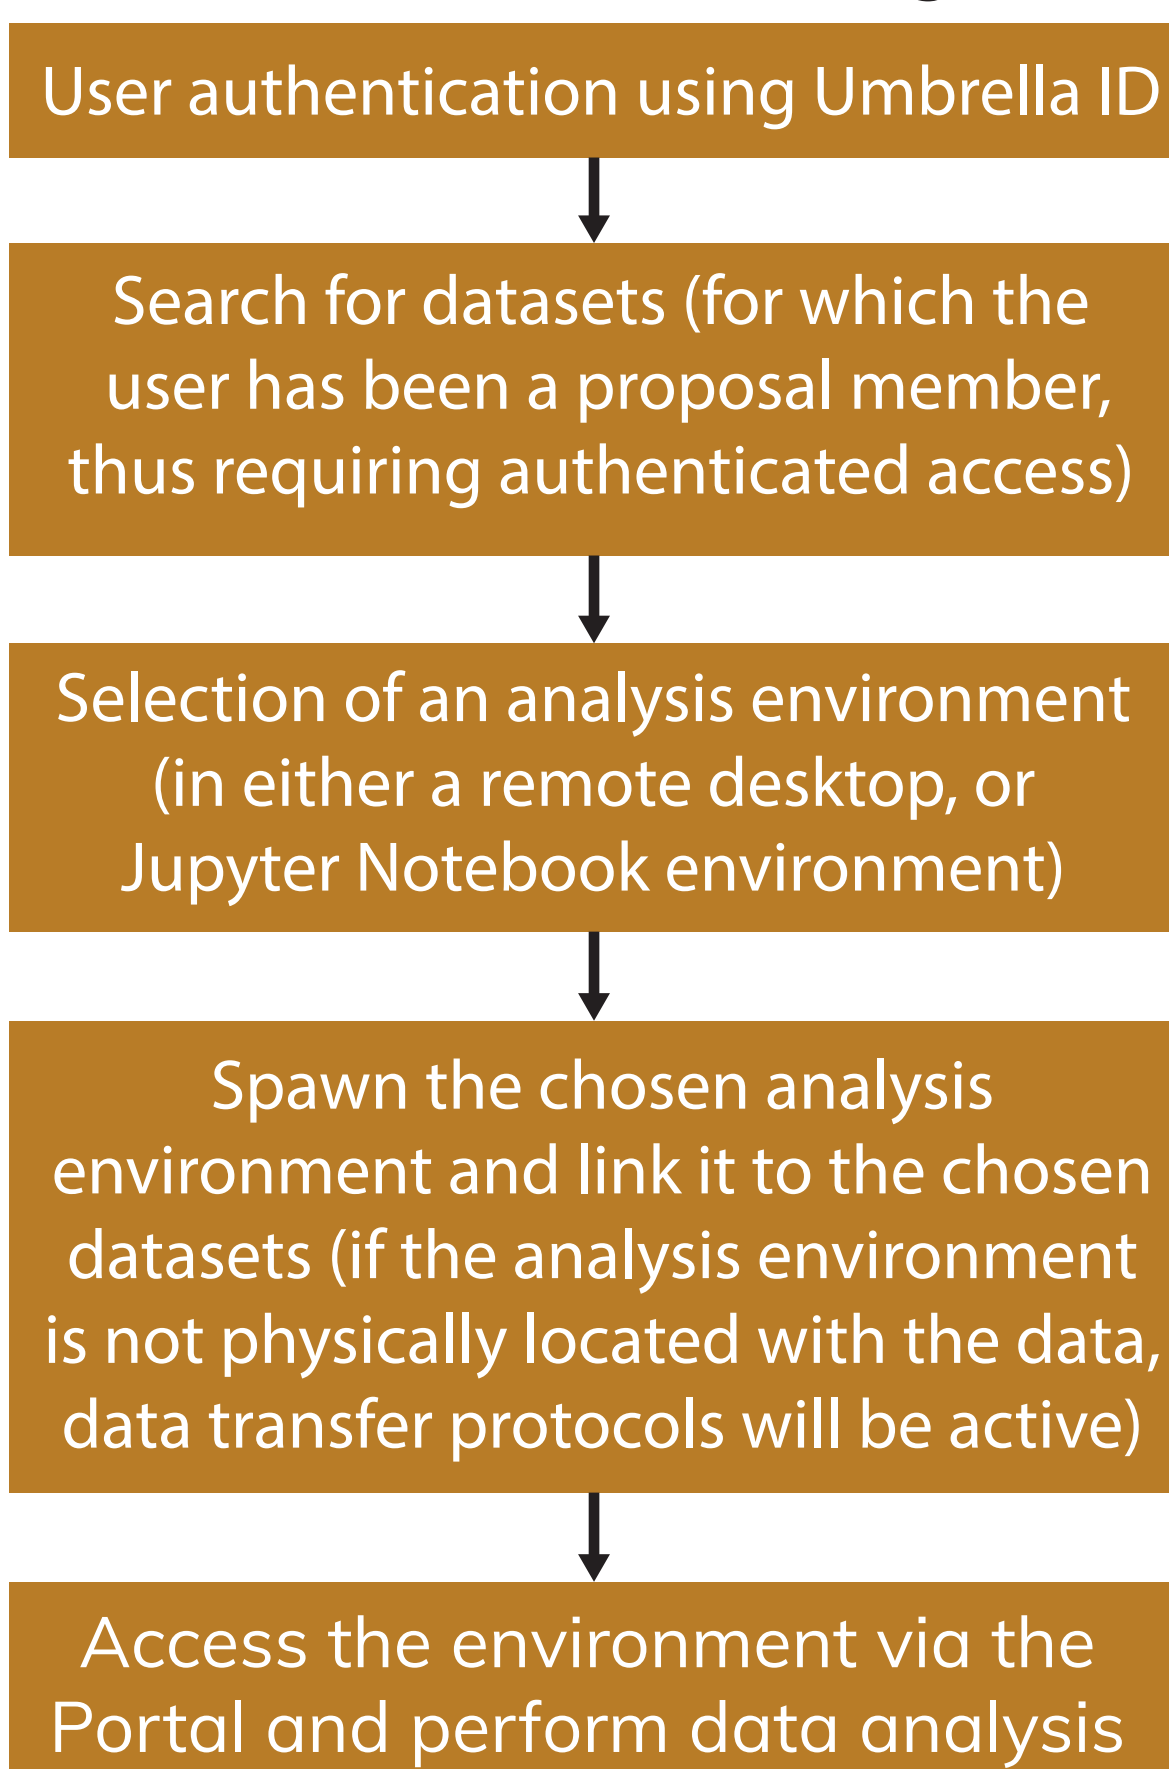 User authentication using Umbrella ID
Search for datasets (for which the
user has been a proposal member,
thus requiring authenticated access)
Selection of an analysis environment
(in either a remote desktop, or
Jupyter Notebook environment)
Spawn the chosen analysis
environment and link it to the chosen
datasets (if the analysis environment
is not physically located with the data,
data transfer protocols will be active)
Access the environment via the
Portal and perform data analysis